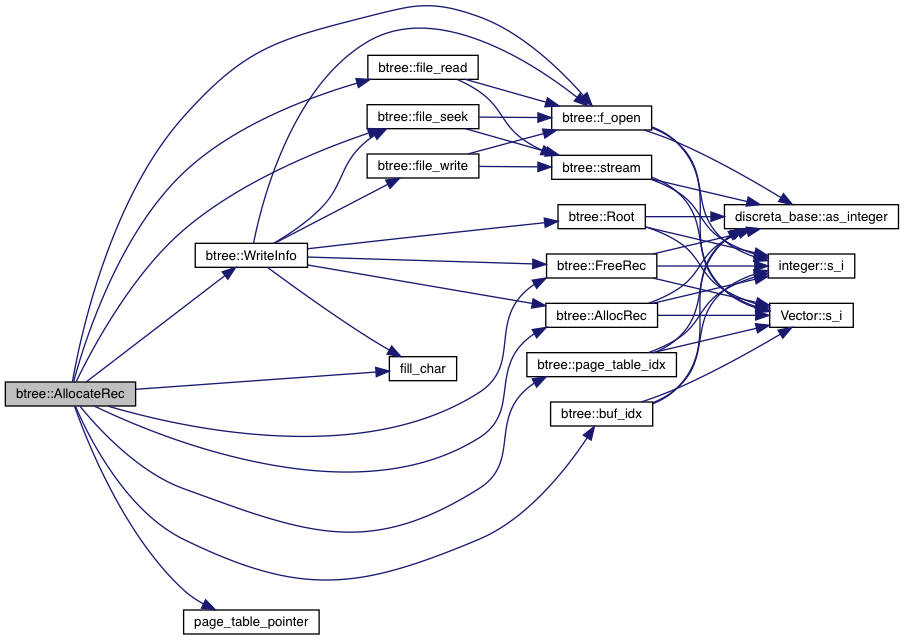 btree::AllocateRec
btree::WriteInfo
page_table_pointer
btree::file_read
btree::file_seek
btree::file_write
fill_char
btree::f_open
btree::stream
btree::Root
btree::FreeRec
btree::AllocRec
btree::page_table_idx
btree::buf_idx
discreta_base::as_integer
integer::s_i
Vector::s_i